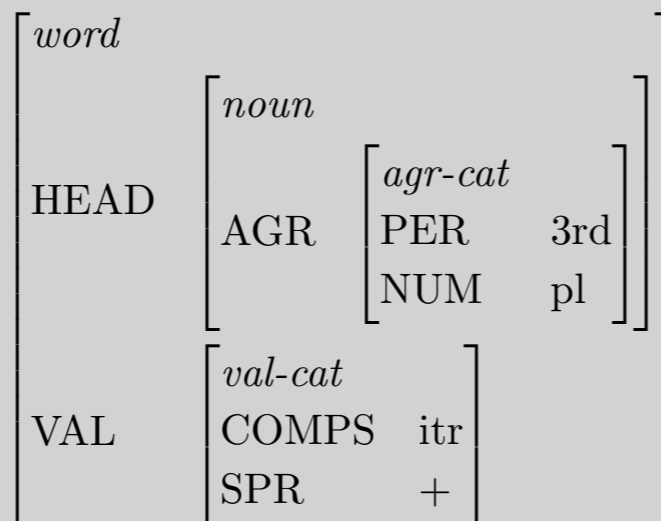 word
noun
agr-cat
HEAD AGR PER 3rd
NUM pl
val-cat
VAL COMPS itr
SPR +